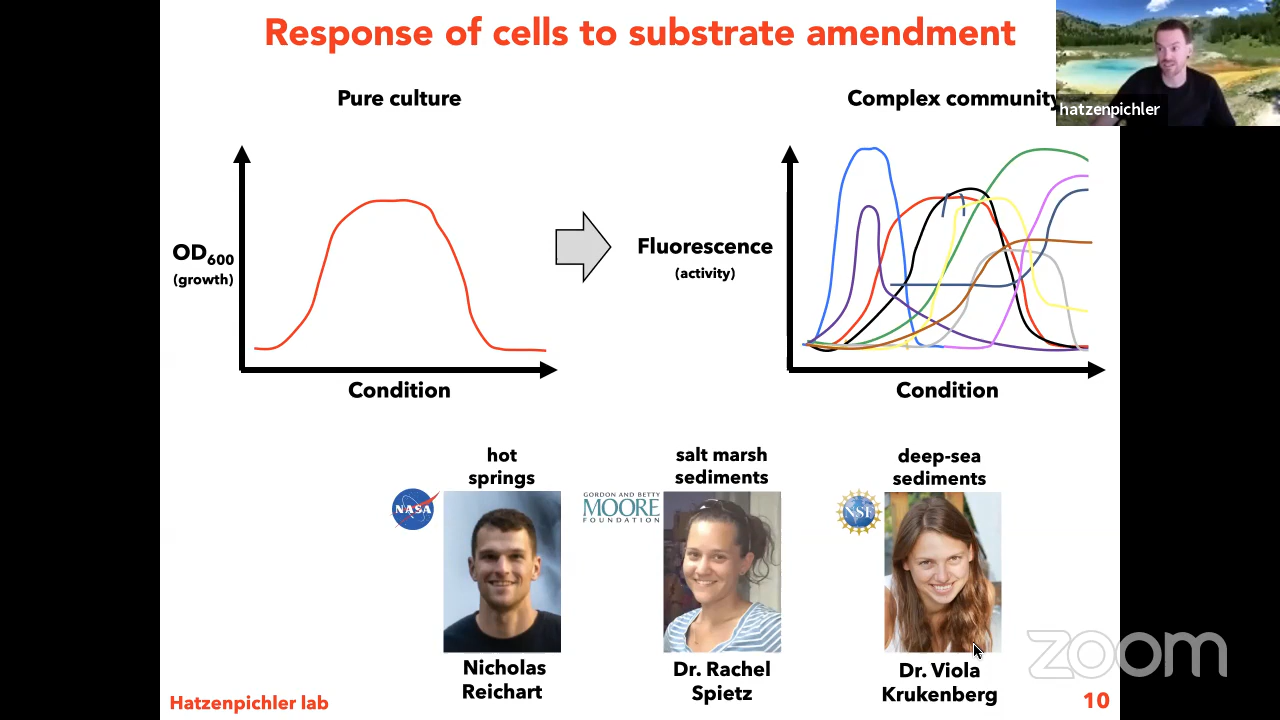 Response of cells to substrate amendment
hatzenpichler
Pure culture
Complex community
OD600
(growth)
Condition
Fluorescence
(activity)
Condition
hot
springs
salt marsh
sediments
deep-sea
sediments
NASA
GORDON AND BETTY
MOORE
FOUNDATION
NSF
Nicholas
Reichart
Dr. Rachel
Spietz
Dr. Viola
Krukenberg
zoom
Hatzenpichler lab
10